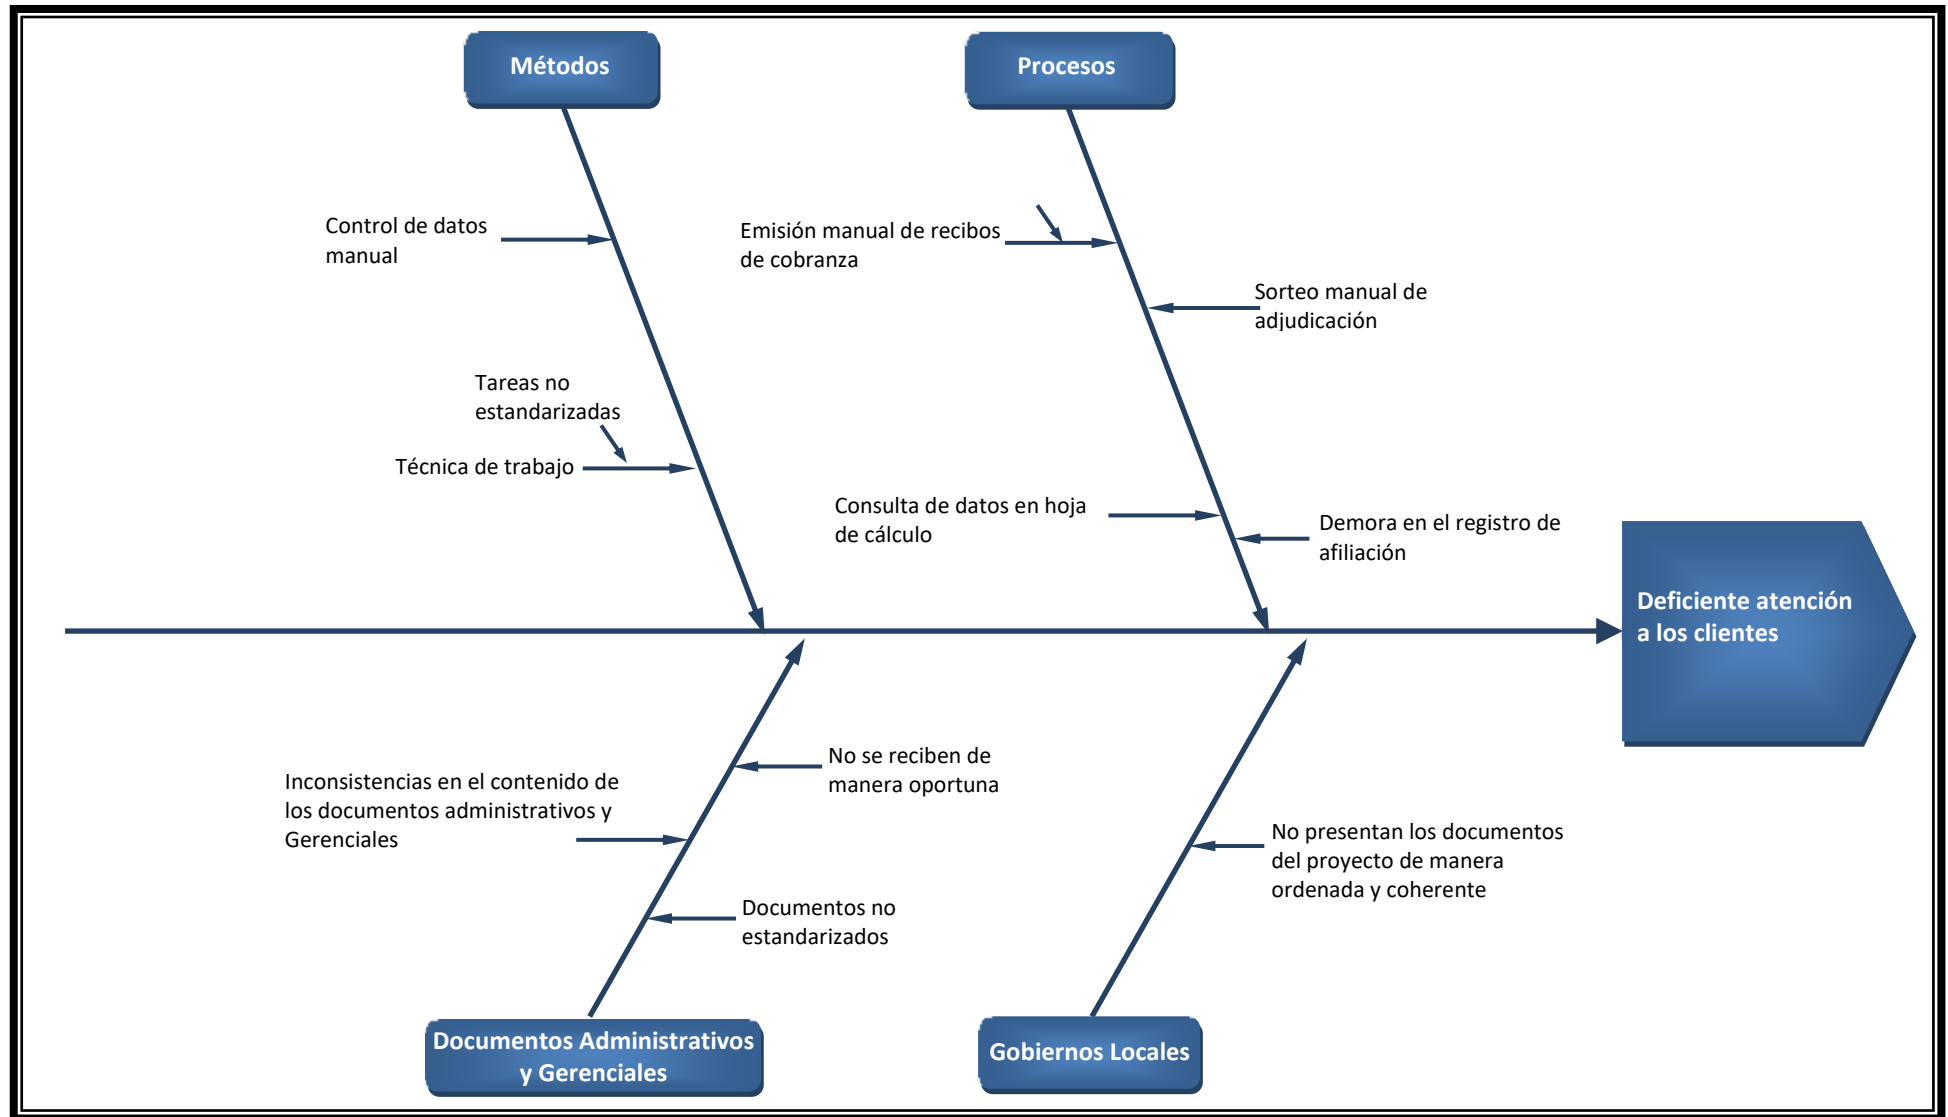 Métodos
Procesos
Control de datos
manual
Emisión manual de recibos
de cobranza
Sorteo manual de
adjudicación
Tareas no
estandarizadas
Técnica de trabajo
Consulta de datos en hoja
de cálculo
Demora en el registro de
afiliación
Deficiente atención
a los clientes
No se reciben de
manera oportuna
Inconsistencias en el contenido de
los documentos administrativos y
Gerenciales
No presentan los documentos
del proyecto de manera
ordenada y coherente
Documentos no
estandarizados
Documentos Administrativos
y Gerenciales
Gobiernos Locales